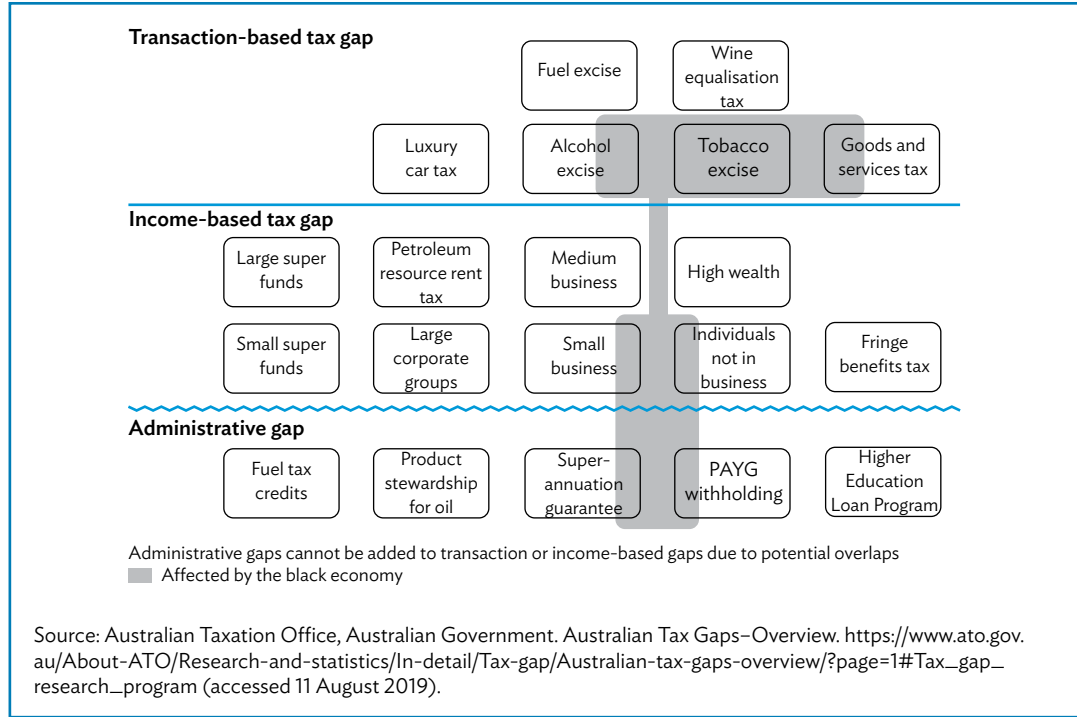 Transaction-based tax gap
Fuel excise
Wine
equalisation
tax
Luxury
car tax
Alcohol
excise
Tobacco
excise
Goods and
services tax
Income-based tax gap
Large super
funds
Petroleum
resource rent
tax
Medium
business
High wealth
Small super
funds
Large
corporate
groups
Small
business
Individuals
not in
business
Fringe
benefits tax
Administrative gap
Fuel tax
credits
Product
stewardship
for oil
Super-
annuation
guarantee
PAYG
withholding
Higher
Education
Loan Program
Administrative gaps cannot be added to transaction or income-based gaps due to potential overlaps
Affected by the black economy
Source: Australian Taxation Office, Australian Government. Australian Tax Gaps–Overview. https://www.ato.gov.
au/About-ATO/Research-and-statistics/In-detail/Tax-gap/Australian-tax-gaps-overview/?page=1#Tax_gap_
research_program (accessed 11 August 2019).